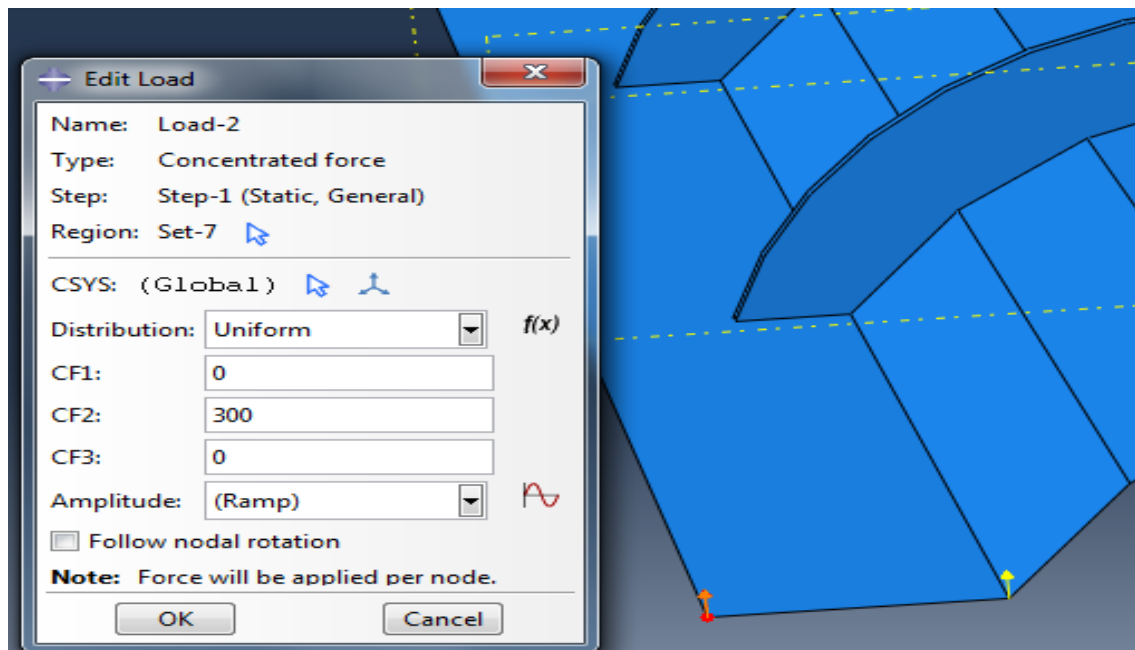 Edit Load
Name: Load-2
Type: Concentrated force
Step: Step-1 (Static, General)
Region: Set-7
CSYS: (Global)
Distribution: Uniform f(x)
CF1: 0
CF2: 300
CF3: 0
Amplitude: (Ramp)
Follow nodal rotation
Note: Force will be applied per node.
OK Cancel